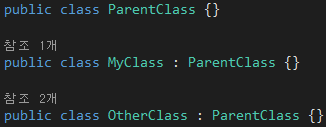 public class ParentClass {}
참조 1개
public class MyClass : ParentClass {}
참조 2개
public class OtherClass : ParentClass {}